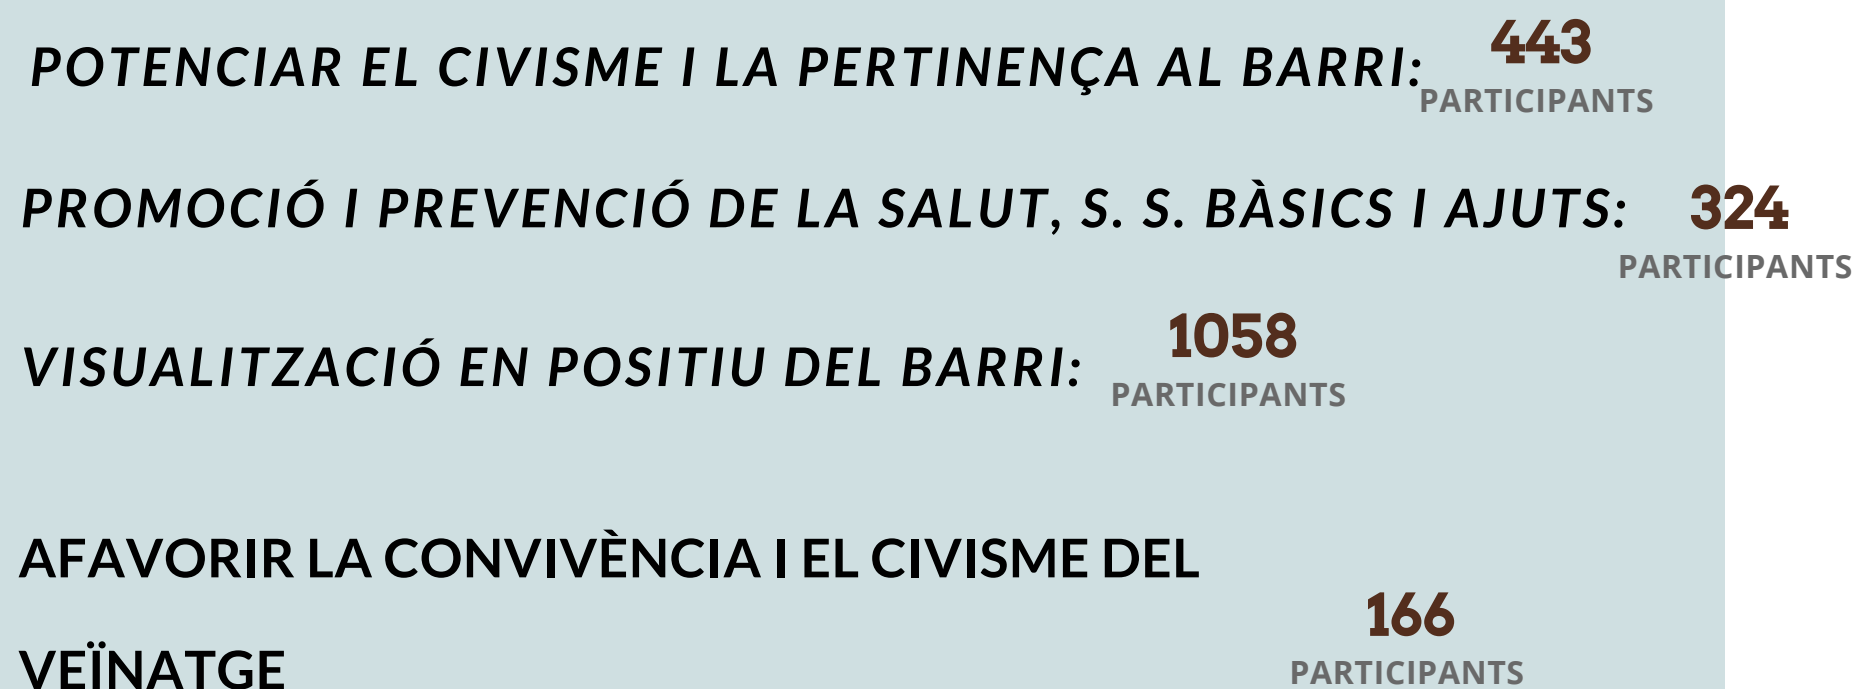 POTENCIAR EL CIVISME I LA PERTINENÇA AL BARRI:
443
PARTICIPANTS
PROMOCIÓ I PREVENCIÓ DE LA SALUT, S. S. BÀSICS I AJUTS:
324
PARTICIPANTS
VISUALITZACIÓ EN POSITIU DEL BARRI:
1058
PARTICIPANTS
AFAVORIR LA CONVIVÈNCIA I EL CIVISME DEL
VEÏNATGE
166
PARTICIPANTS